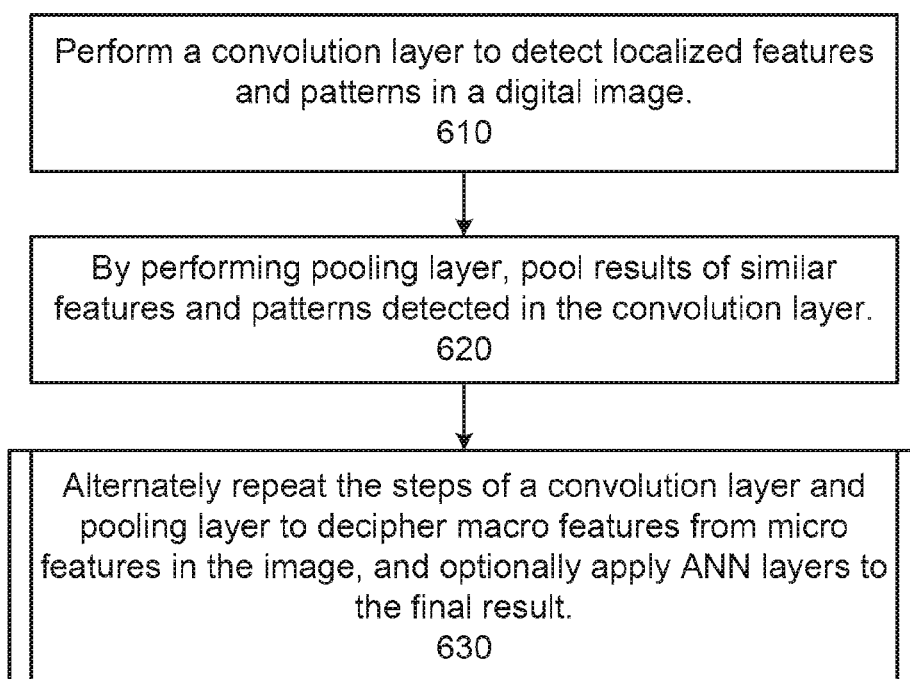 Perform a convolution layer to detect localized features
and patterns in a digital image.
610
By performing pooling layer, pool results of similar
features and patterns detected in the convolution layer.
620
Alternately repeat the steps of a convolution layer and
pooling layer to decipher macro features from micro
features in the image, and optionally apply ANN layers to
the final result.
630